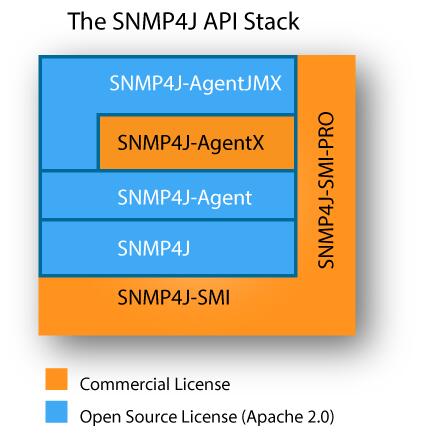 The SNMP4J API Stack
SNMP4J-AgentJMX
SNMP4J-AgentX
SNMP4J-Agent
SNMP4J
SNMP4J-SMI
SNMP4J-SMI-PRO
Commercial License
Open Source License (Apache 2.0)